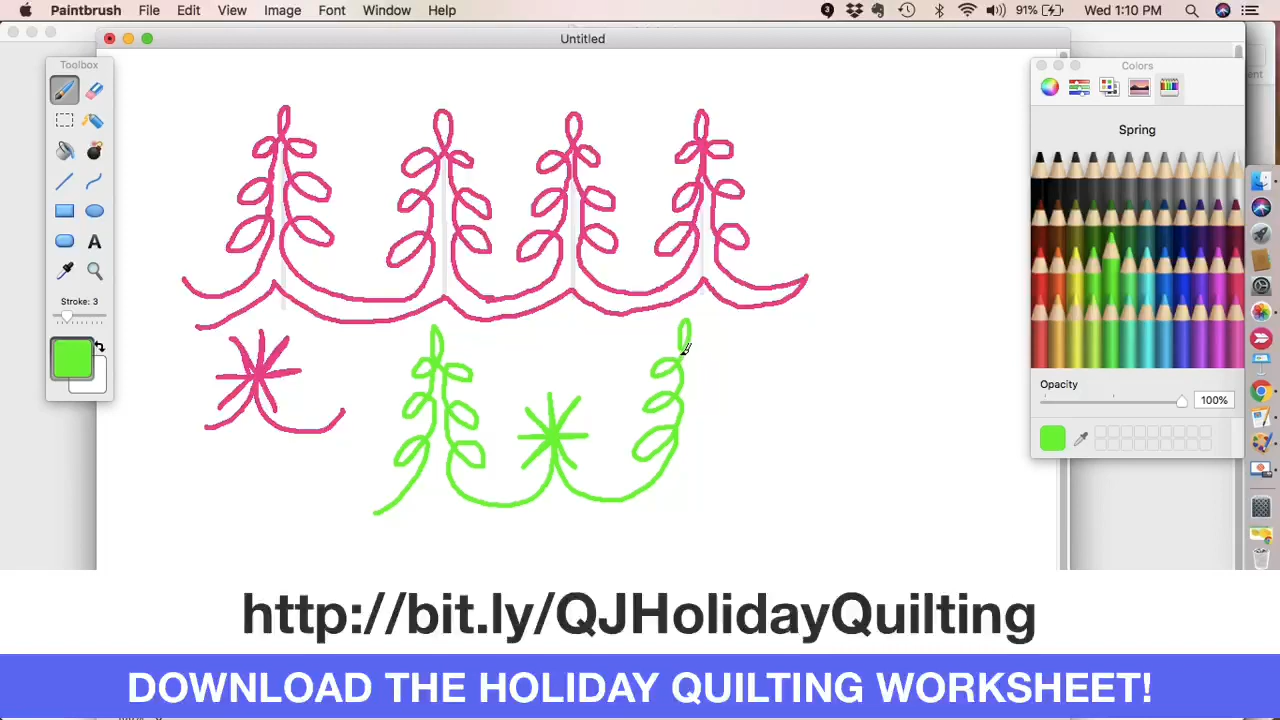 Paintbrush File Edit View Image Font Window Help
3 91% Wed 1:10 PM
Untitled
Toolbox
Stroke: 3
A
Colors
Spring
Opacity
100%
http://bit.ly/QJHolidayQuilting
DOWNLOAD THE HOLIDAY QUILTING WORKSHEET!